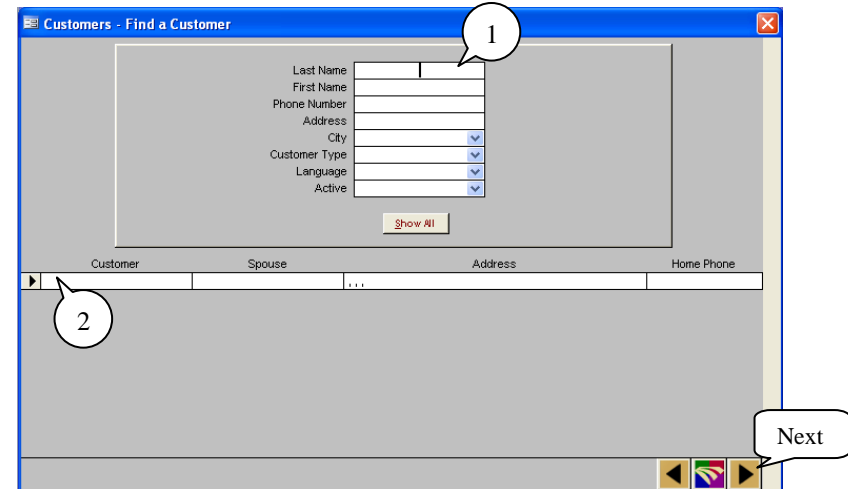 Customers - Find a Customer
1
Last Name
First Name
Phone Number
Address
City
Customer Type
Language
Active
Show All
Customer Spouse Address Home Phone
, , ,
2
Next